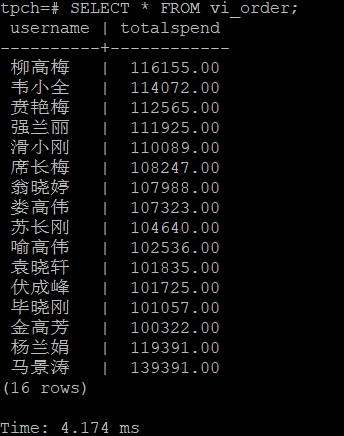 tpch=# SELECT * FROM vi_order;
username | totalspend
----------+------------
柳高梅 | 116155.00
韦小全 | 114072.00
贲艳梅 | 112565.00
强兰丽 | 111925.00
滑小刚 | 110089.00
席长梅 | 108247.00
翁晓婷 | 107988.00
娄高伟 | 107323.00
苏长刚 | 104640.00
喻高伟 | 102536.00
袁晓轩 | 101835.00
伏成峰 | 101725.00
毕晓刚 | 101057.00
金高芳 | 100322.00
杨兰娟 | 119391.00
马景涛 | 139391.00
(16 rows)
Time: 4.174 ms